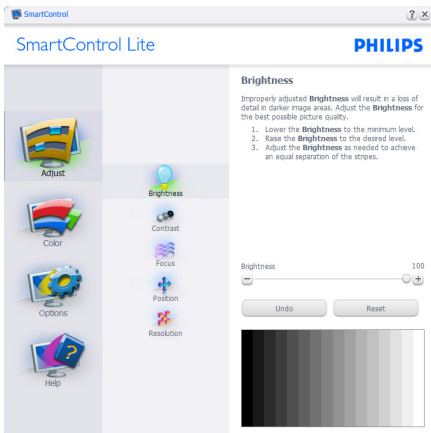 SmartControl
SmartControl Lite
PHILIPS
Adjust
Color
Options
Help
Brightness
Contrast
Focus
Position
Resolution
Brightness
Improperly adjusted Brightness will result in a loss of
detail in darker image areas. Adjust the Brightness for
the best possible picture quality.
1. Lower the Brightness to the minimum level.
2. Raise the Brightness to the desired level.
3. Adjust the Brightness as needed to achieve
an equal separation of the stripes.
Brightness 100
Undo Reset